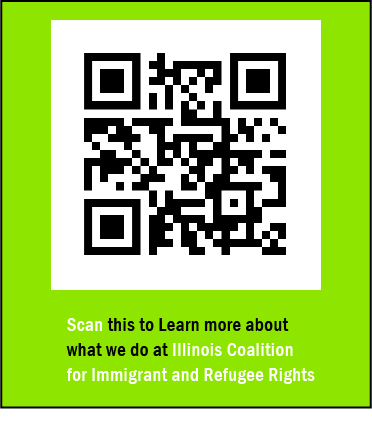 Scan this to Learn more about
what we do at Illinois Coalition
for Immigrant and Refugee Rights